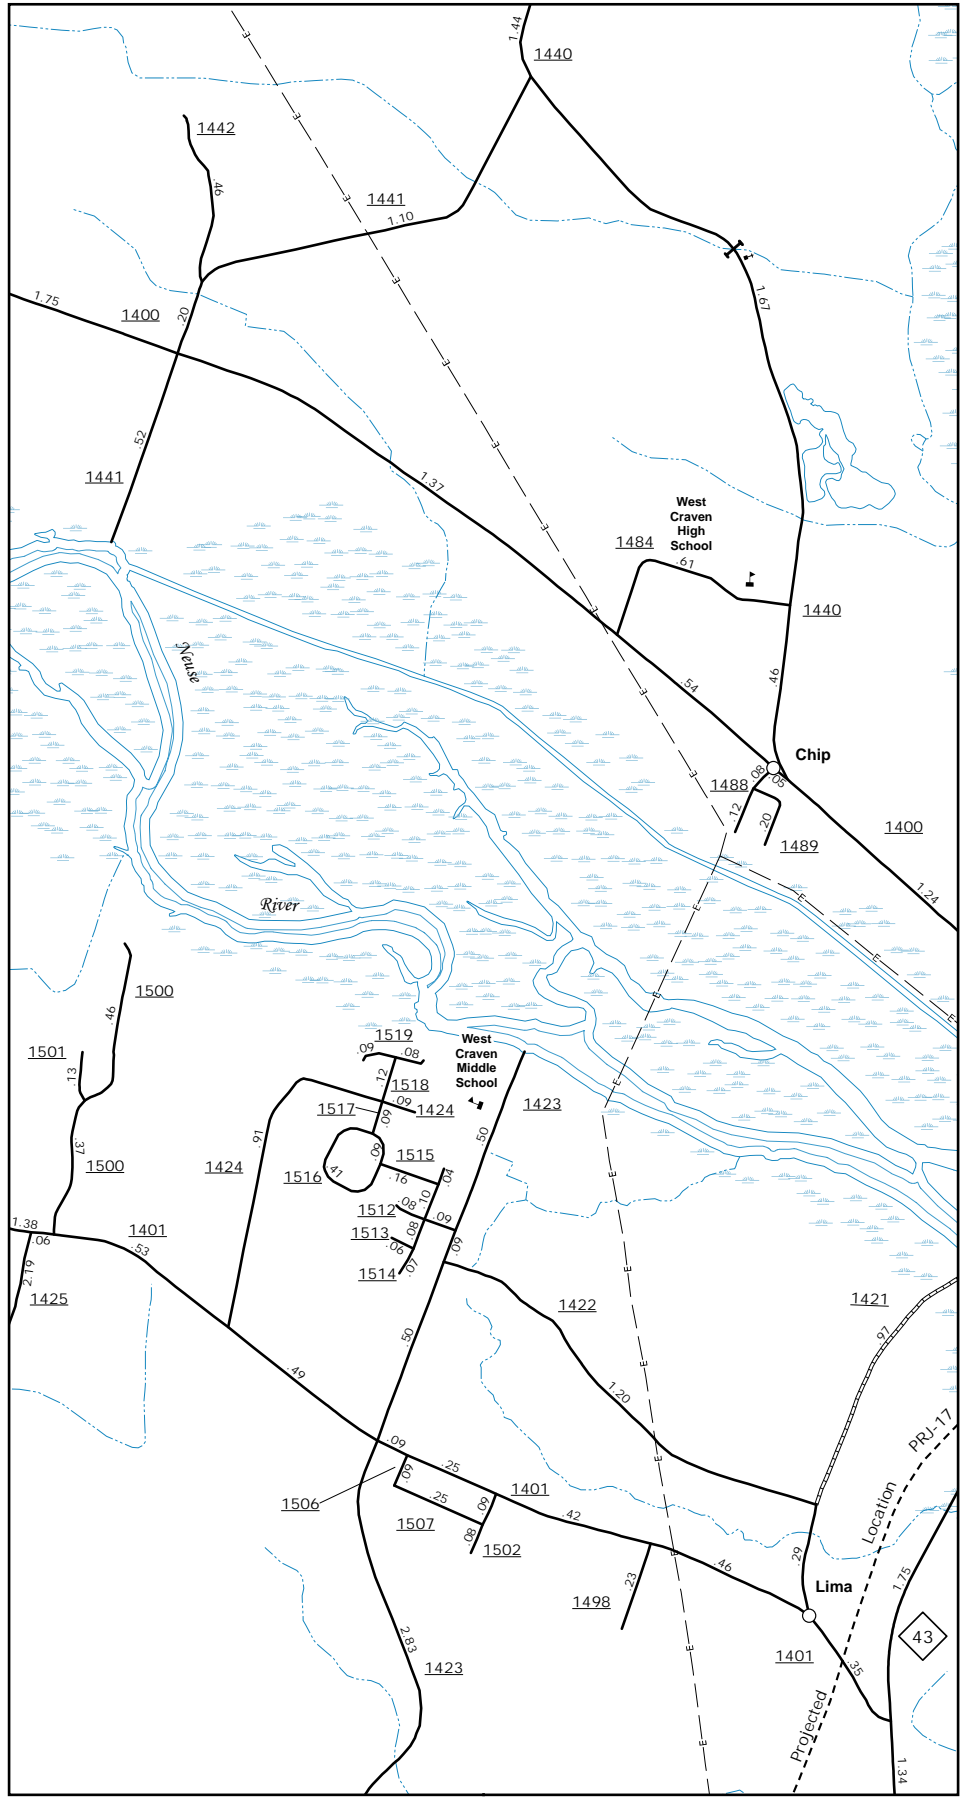 1.44
1440
E
1442
.46
E
1441
1.10
E
E
1.67
1.75
1400
.20
E
E
.52
1441
1.37
E
West
Craven
High
School
E
1484
.61
E
1440
Neuse
.46
.54
E
Chip
E
.08
.05
1488
.12
.20
1489
1400
1.24
River
E
E
E
1500
.46
E
E
1519
.09
.08
West
Craven
Middle
School
1501
.13
.12
1518
.09
1424
1517
.09
E
1423
.50
.91
.37
1500
1424
.09
1515
.41
1516
.16
.04
E
.10
1512
.08
.09
1.38
.06
1401
.53
1513
.08
.06
.09
1514
.07
E
2.19
1425
1422
1421
.97
.50
.49
E
1.20
PRJ-17
.09
E
.25
.09
1401
1506
.25
.09
1507
.42
Location
.08
1502
E
.46
.29
1.75
.23
1498
Lima
43
2.83
1423
E
1401
.35
Projected
E
1.34